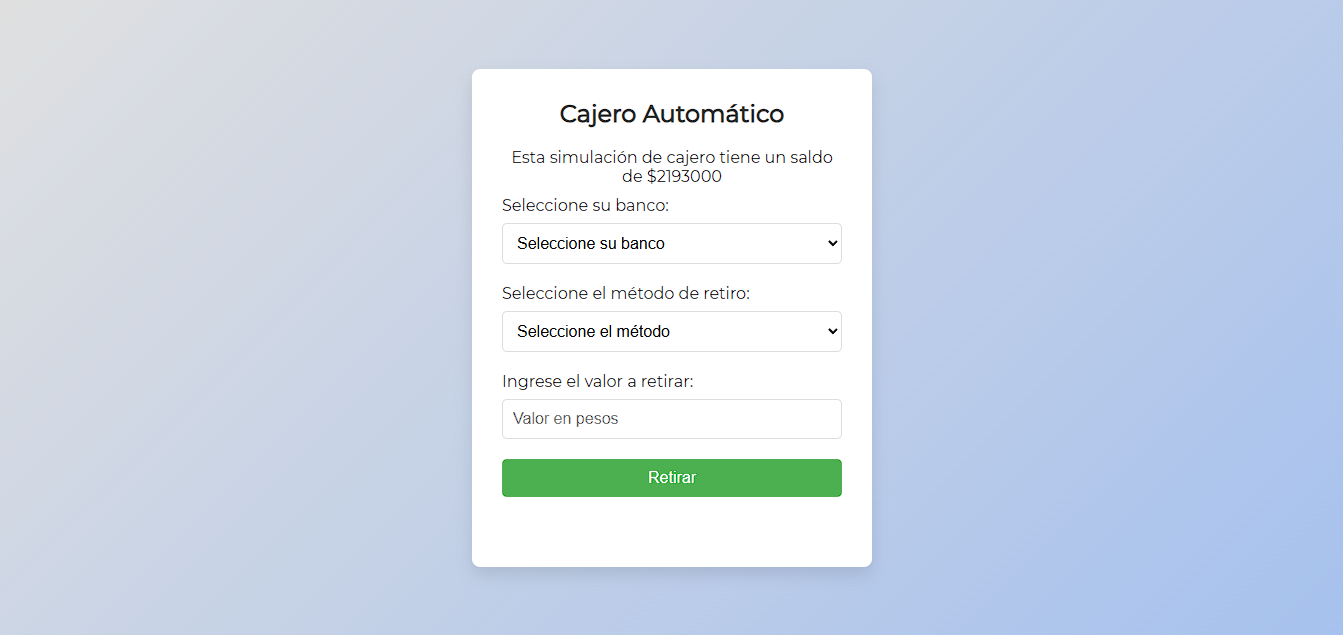 Cajero Automático
Esta simulación de cajero tiene un saldo
de $2193000
Seleccione su banco:
Seleccione su banco
Seleccione el método de retiro:
Seleccione el método
Ingrese el valor a retirar:
Valor en pesos
Retirar